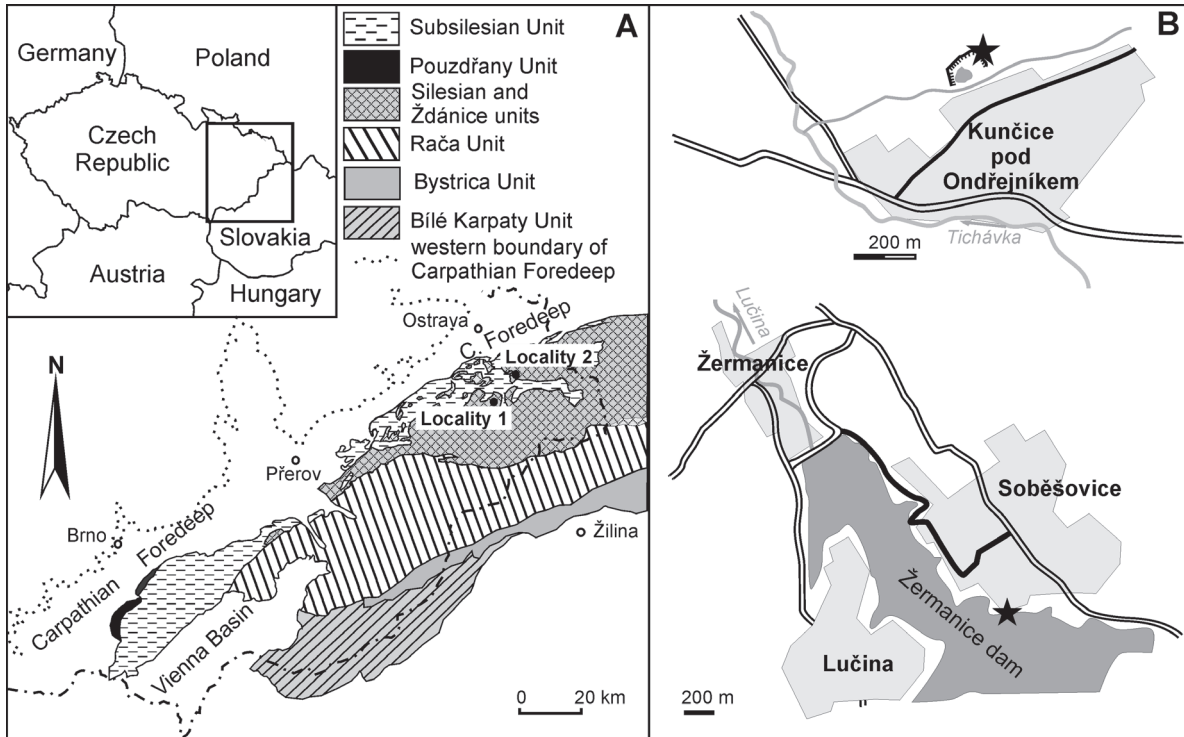 Germany
Poland
Czech
Republic
Slovakia
Austria
Hungary
A
Subsilesian Unit
Pouzdřany Unit
Silesian and
Ždánice units
Rača Unit
Bystrica Unit
Bílé Karpaty Unit
western boundary of
Carpathian Foredeep
Ostrava
C. Foredeep
Locality 2
Locality 1
N
Přerov
Brno
Žilina
Carpathian Foredeep
Vienna Basin
0 20 km
B
Kunčice
pod
Ondřejníkem
Tichávka
200 m
Lučina
Žermanice
Soběšovice
Žermanice dam
Lučina
200 m